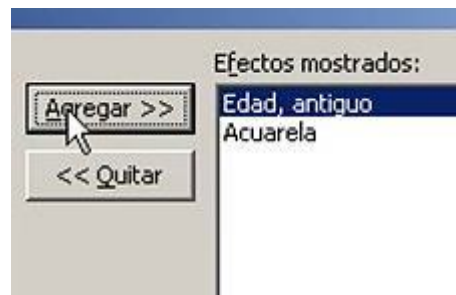 Efectos mostrados:
Agregar >>
Edad, antiguo
Acuarela
<< Quitar